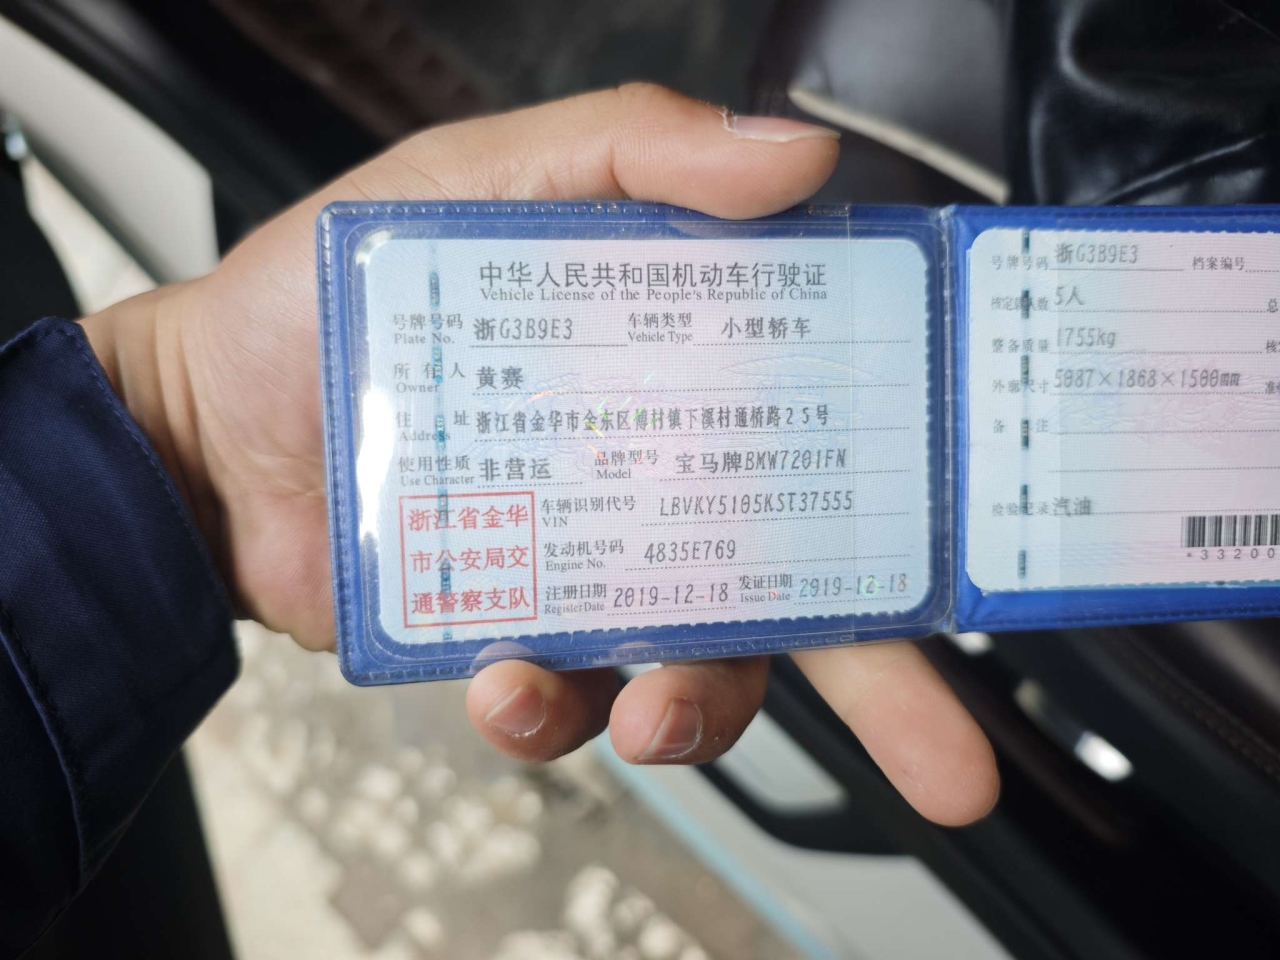 中华人民共和国机动车行驶证
Vehicle License of the People's Republic of China
号牌号码 浙G3B9E3 车辆类型 小型轿车
Plate No. Vehicle Type
所有人 黄赛
Owner
住址 浙江省金华市金东区傅村镇下溪村通桥路25号
Address
使用性质 非营运 品牌型号 宝马牌BMW7201FN
Use Character Model
浙江省金华
市公安局交
通警察支队
车辆识别代号 LBVKY5105KST37555
VIN
发动机号码 4835E769
Engine No.
注册日期 2019-12-18 发证日期 2019-12-18
Register Date Issue Date
号牌号码 浙G3B9E3 档案编号
核定载人数 5人 总
整备质量 1755kg 核
外廓尺寸 5087×1868×1500mm 准
备注
检验记录 汽油
*33200